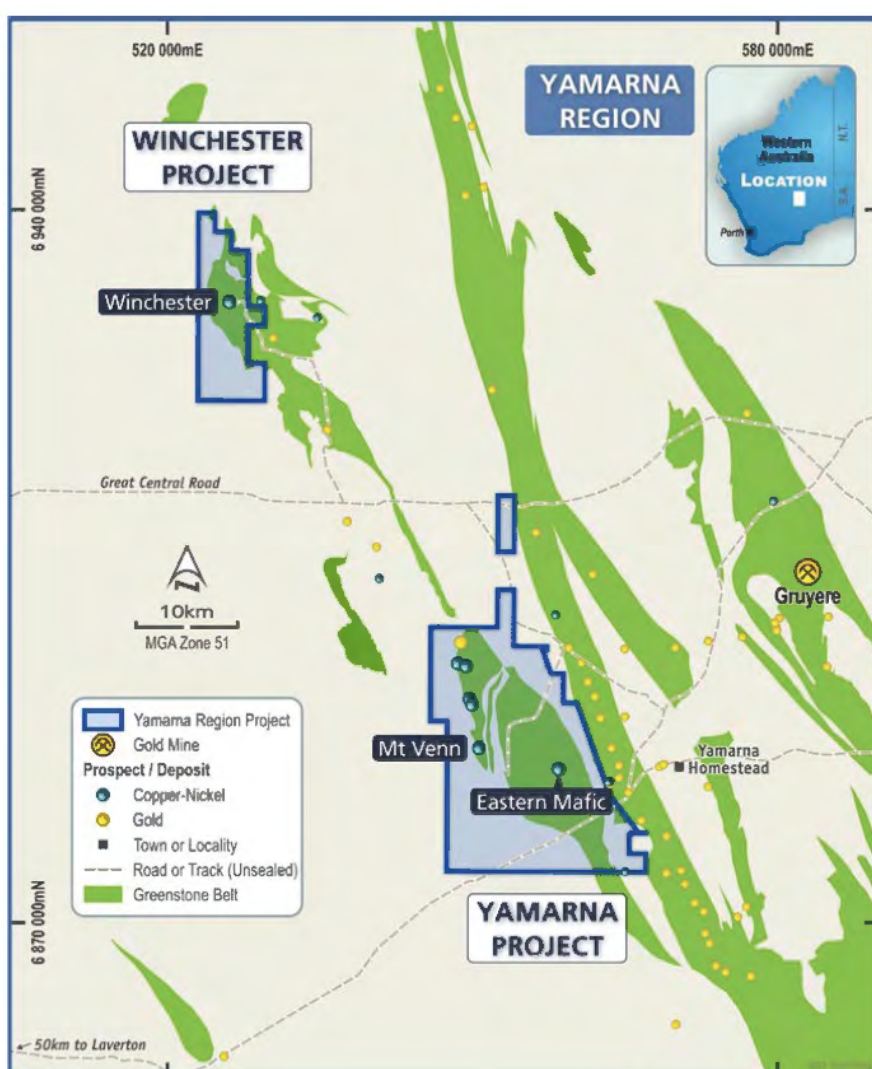 520 000mE
580 000mE
YAMARNA
REGION
Western
Australia
N.T.
S.A.
LOCATION
Perth
WINCHESTER
PROJECT
6 940 000mN
Winchester
Great Central Road
10km
MGA Zone 51
Gruyere
Yamarna Region Project
Gold Mine
Prospect / Deposit
Copper-Nickel
Gold
Town or Locality
Road or Track (Unsealed)
Greenstone Belt
Mt Venn
Eastern Mafic
Yamarna
Homestead
YAMARNA
PROJECT
6 870 000mN
50km to Laverton